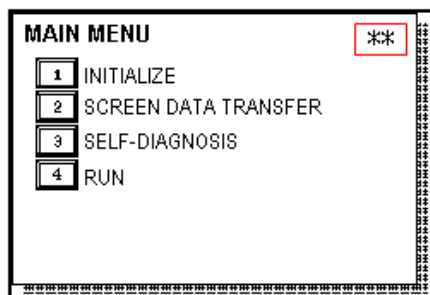 MAIN MENU **
1 INITIALIZE
2 SCREEN DATA TRANSFER
3 SELF-DIAGNOSIS
4 RUN